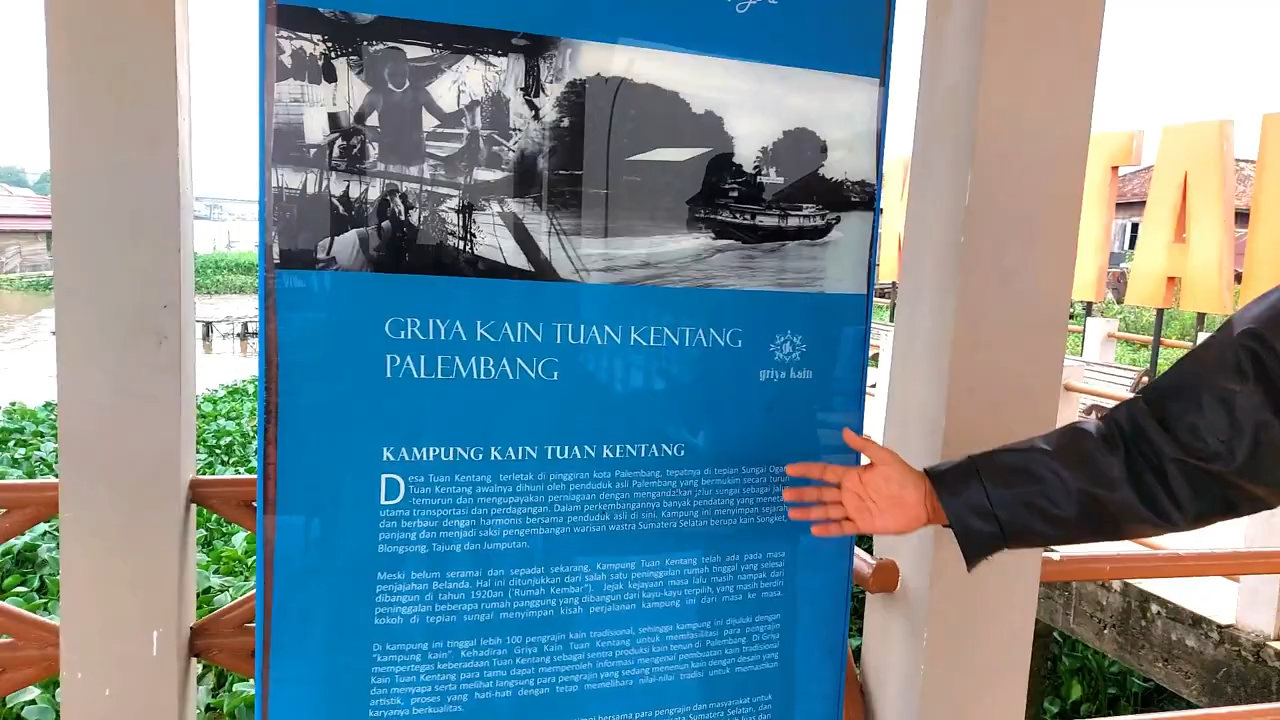 GRIYA KAIN TUAN KENTANG
PALEMBANG
griya kain
KAMPUNG KAIN TUAN KENTANG
Desa Tuan Kentang terletak di pinggiran kota Palembang, tepatnya di tepian Sungai Ogan
Tuan Kentang awalnya dihuni oleh penduduk asli Palembang yang bermukim secara turun
-temurun dan mengupayakan perniagaan dengan mengandalkan jalur sungai sebagai jalur
utama transportasi dan perdagangan. Dalam perkembangannya banyak pendatang yang
dan berbaur dengan harmonis bersama penduduk asli di sini. Kampung ini menyimpan sejarah
panjang dan menjadi saksi pengembangan warisan wastra Sumatera Selatan berupa kain Songket,
Blongsong, Tajung dan Jumputan.
Meski belum seramai dan sepadat sekarang, Kampung Tuan Kentang telah ada pada masa
penjajahan Belanda. Hal ini ditunjukkan dari salah satu peninggalan rumah tinggal yang selesai
dibangun di tahun 1920an ('Rumah Kembar"). Jejak kejayaan masa lalu masih nampak dari
peninggalan beberapa rumah panggung yang dibangun dari kayu-kayu terpilih, yang masih berdiri
kokoh di tepian sungai menyimpan kisah perjalanan kampung ini dari masa ke masa.
Di kampung ini tinggal lebih 100 pengrajin kain tradisional, sehingga kampung ini dijuluki dengan
"kampung kain". Kehadiran Griya Kain Tuan Kentang untuk memfasilitasi para pengrajin
mempertegas keberadaan Tuan Kentang sebagai sentra produksi kain tenun di Palembang. Di Griya
Kain Tuan Kentang para tamu dapat memperoleh informasi mengenai pembuatan kain tradisional
dan menyapa serta melihat langsung para pengrajin yang sedang menenun kain dengan desain yang
artistik, proses yang hati-hati dengan tetap memelihara nilai-nilai tradisi untuk memastikan
karyanya berkualitas.
bersama para pengrajin dan masyarakat untuk
Sumatera Selatan, dan
TA